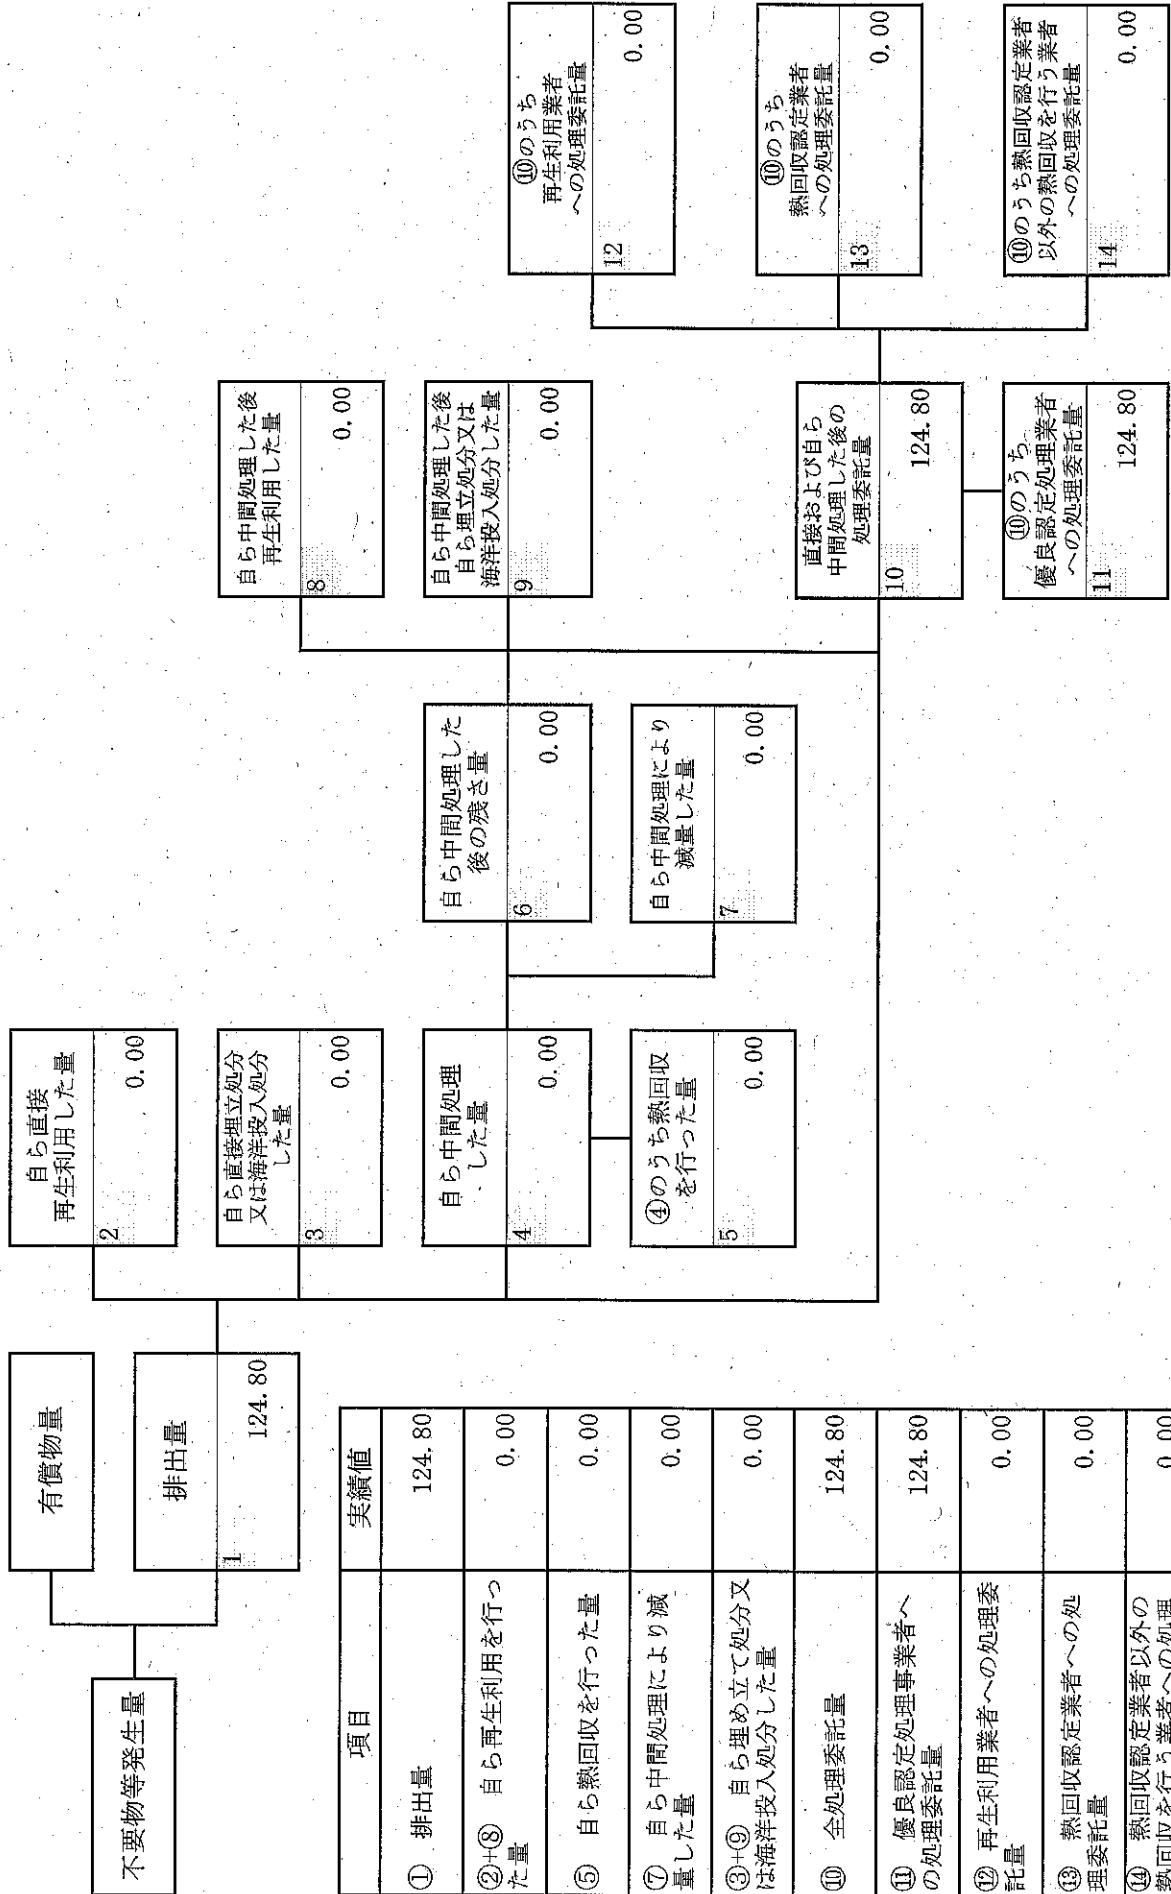 不要物等発生量
有償物量
排出量
1
124.80
自ら直接
再生利用した量
2
0.00
自ら直接埋立処分
又は海洋投入処分
した量
3
0.00
自ら中間処理
した量
4
0.00
④のうち熱回収
を行った量
5
0.00
自ら中間処理した
後の残さ量
6
0.00
自ら中間処理により
減量した量
7
0.00
自ら中間処理した後
再生利用した量
8
0.00
自ら中間処理した後
自ら埋立処分又は
海洋投入処分した量
9
0.00
直接および自ら
中間処理した後の
処理委託量
10
124.80
⑩のうち
優良認定処理業者
への処理委託量
11
124.80
⑩のうち
再生利用業者
への処理委託量
12
0.00
⑩のうち
熱回収認定業者
への処理委託量
13
0.00
⑩のうち熱回収認定業者
以外の熱回収を行う業者
への処理委託量
14
0.00
項目 実績値
① 排出量 124.80
②+⑧ 自ら再生利用を行っ
た量 0.00
⑤ 自ら熱回収を行った量 0.00
⑦ 自ら中間処理により減
量した量 0.00
③+⑨ 自ら埋め立て処分又
は海洋投入処分した量 0.00
⑩ 全処理委託量 124.80
⑪ 優良認定処理事業者へ
の処理委託量 124.80
⑫ 再生利用業者への処理委
託量 0.00
⑬ 熱回収認定業者への処
理委託量 0.00
⑭ 熱回収認定業者以外の
熱回収を行う業者への処理
0.00